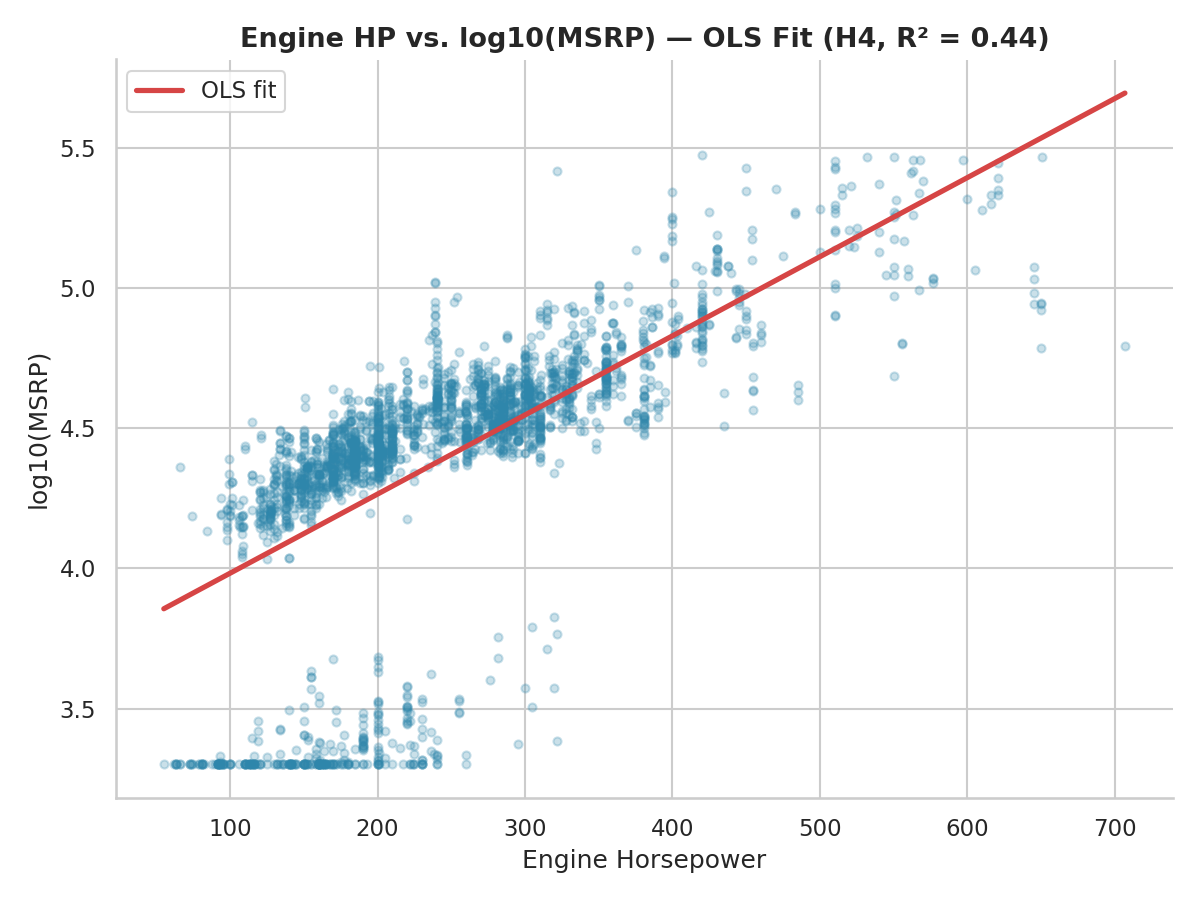 Engine HP vs. log10(MSRP) — OLS Fit (H4, R² = 0.44)
OLS fit
5.5
5.0
4.5
4.0
3.5
log10(MSRP)
100 200 300 400 500 600 700
Engine Horsepower